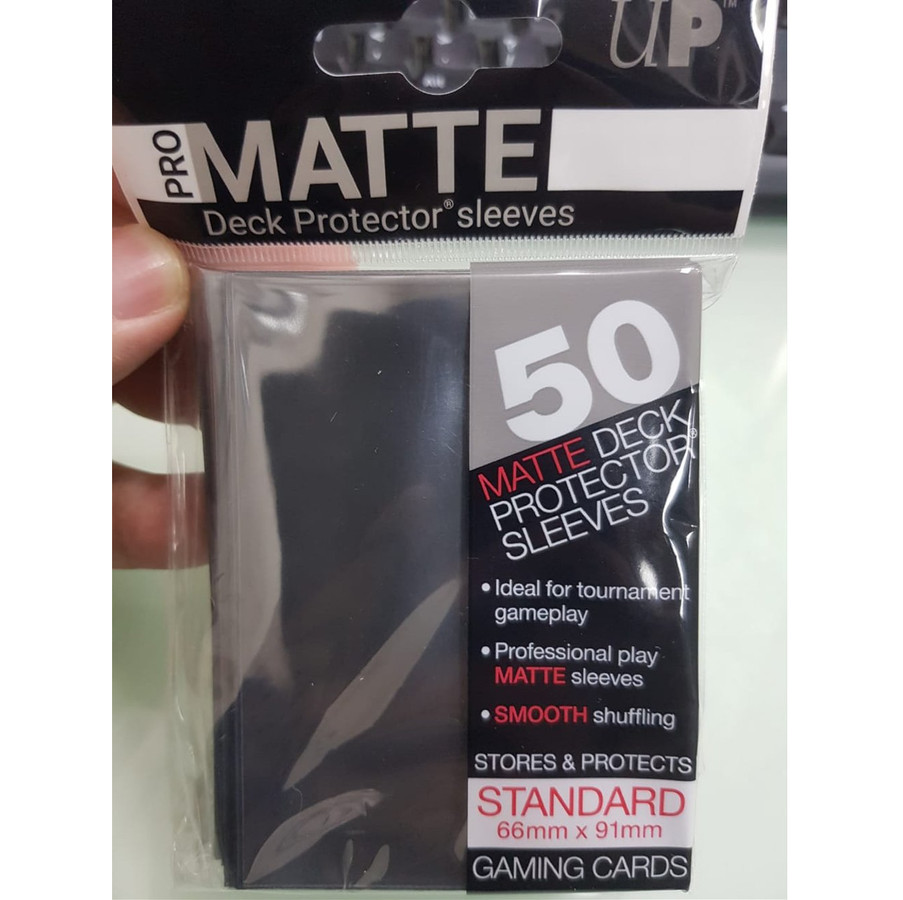 UP™
PRO
MATTE
Deck Protector® sleeves
50
MATTE DECK
PROTECTOR®
SLEEVES
• Ideal for tournament
gameplay
• Professional play
MATTE sleeves
• SMOOTH shuffling
STORES & PROTECTS
STANDARD
66mm x 91mm
GAMING CARDS